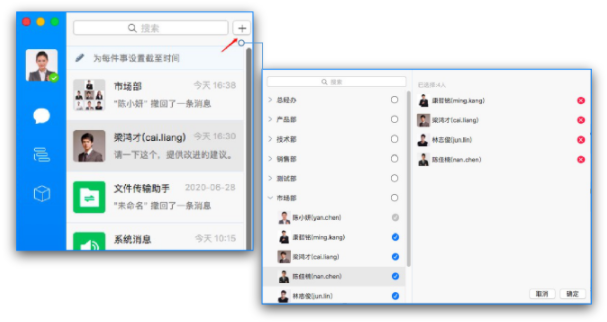 搜索
为每件事设置截至时间
市场部 今天 16:38
"陈小妍" 撤回了一条消息
梁鸿才(cai.liang) 今天 16:30
请一下这个，提供改进的建议。
文件传输助手 2020-06-28
"未命名" 撤回了一条消息
系统消息 今天 10:15
搜索
总经办
产品部
技术部
销售部
测试部
市场部
陈小妍(yan.chen)
康哲铭(ming.kang)
梁鸿才(cai.liang)
陈佰楠(nan.chen)
林志俊(jun.lin)
已选择:4人
康哲铭(ming.kang)
梁鸿才(cai.liang)
林志俊(jun.lin)
陈佰楠(nan.chen)
取消 确定